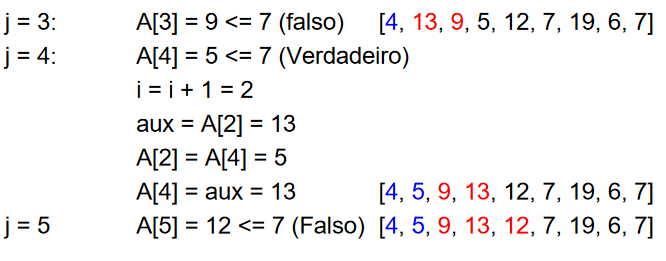 j = 3: A[3] = 9 <= 7 (falso) [4, 13, 9, 5, 12, 7, 19, 6, 7]
j = 4: A[4] = 5 <= 7 (Verdadeiro)
i = i + 1 = 2
aux = A[2] = 13
A[2] = A[4] = 5
A[4] = aux = 13 [4, 5, 9, 13, 12, 7, 19, 6, 7]
j = 5 A[5] = 12 <= 7 (Falso) [4, 5, 9, 13, 12, 7, 19, 6, 7]